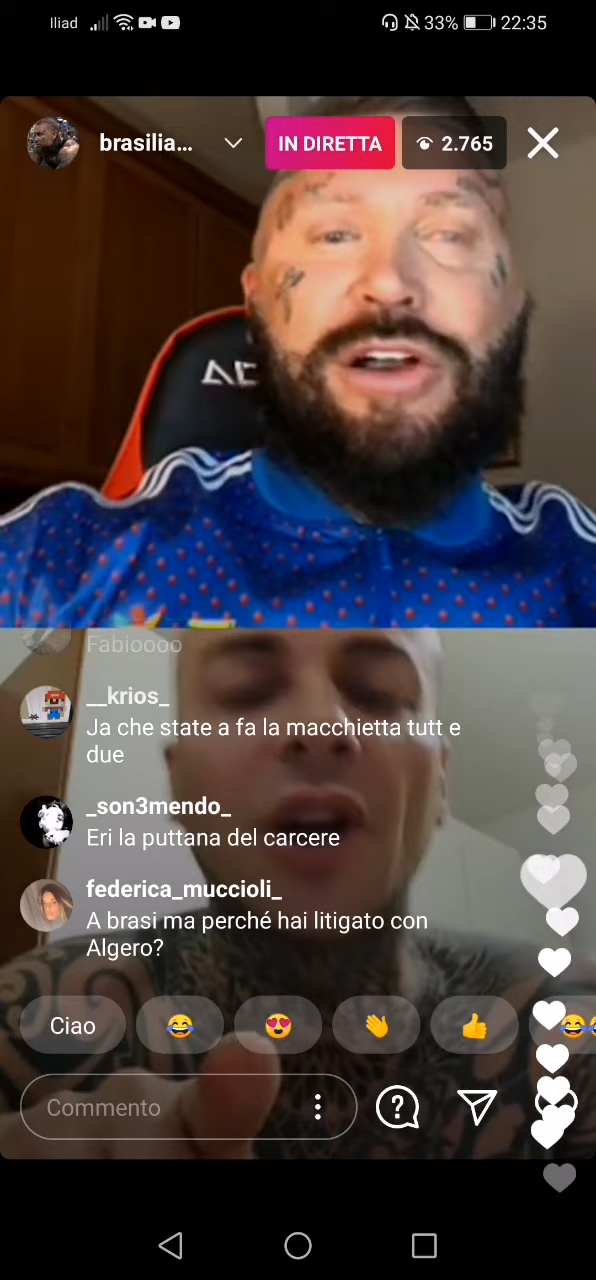 Iliad
33%
22:35
brasilia...
IN DIRETTA
2.765
Fabioooo
__krios_
Ja che state a fa la macchietta tutt e
due
_son3mendo_
Eri la puttana del carcere
federica_muccioli_
A brasi ma perché hai litigato con
Algero?
Ciao
Commento